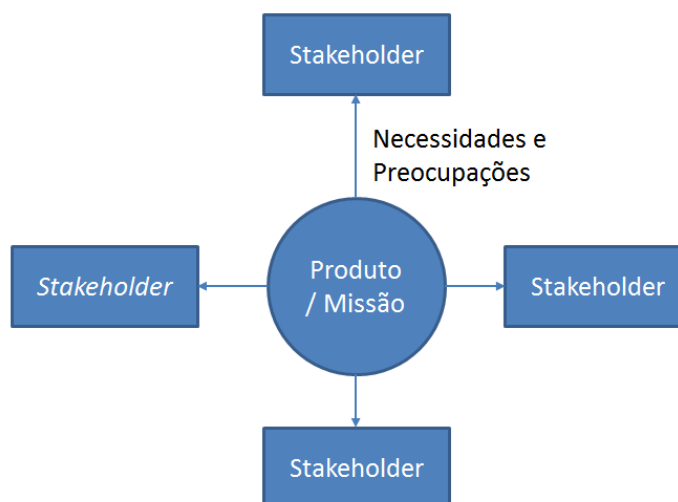 Stakeholder
Necessidades e
Preocupações
Stakeholder
Produto
/ Missão
Stakeholder
Stakeholder